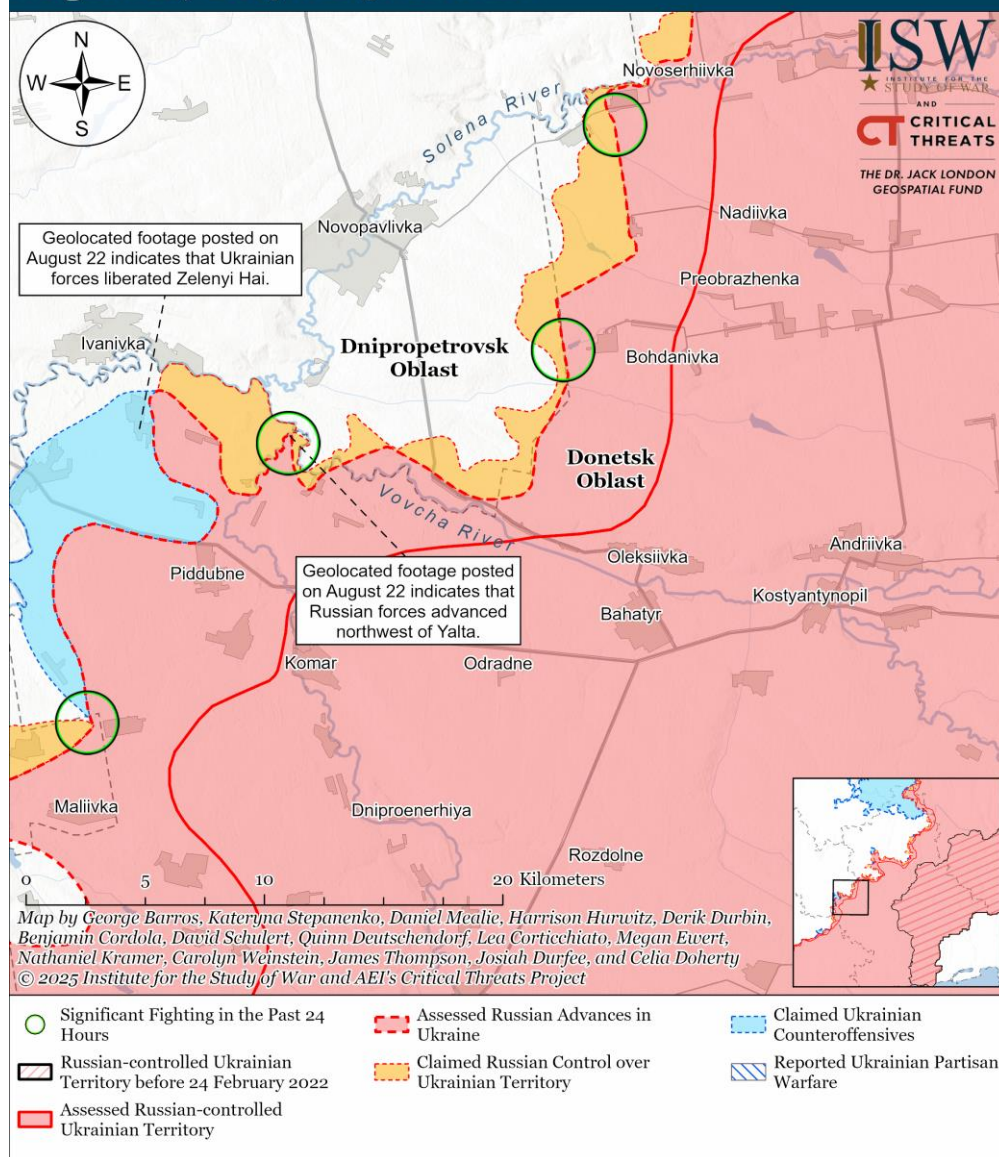 N
W
E
S
ISW
INSTITUTE FOR THE
STUDY OF WAR
AND
CT CRITICAL
THREATS
THE DR. JACK LONDON
GEOSPATIAL FUND
Novoserhiivka
Solena River
Nadiivka
Novopavlivka
Geolocated footage posted on
August 22 indicates that Ukrainian
forces liberated Zelenyi Hai.
Preobrazhenka
Ivanivka
Dnipropetrovsk
Oblast
Bohdanivka
Donetsk
Oblast
Vovcha River
Andriivka
Oleksiivka
Piddubne
Geolocated footage posted
on August 22 indicates that
Russian forces advanced
northwest of Yalta.
Kostyantynopil
Bahatyr
Komar
Odradne
Maliivka
Dniproenerhiya
Rozdolne
0 5 10 20 Kilometers
Map by George Barros, Kateryna Stepanenko, Daniel Mealie, Harrison Hurwitz, Derik Durbin,
Benjamin Cordola, David Schulert, Quinn Deutschendorf, Lea Corticchiato, Megan Ewert,
Nathaniel Kramer, Carolyn Weinstein, James Thompson, Josiah Durfee, and Celia Doherty
© 2025 Institute for the Study of War and AEI's Critical Threats Project
Significant Fighting in the Past 24
Hours
Russian-controlled Ukrainian
Territory before 24 February 2022
Assessed Russian-controlled
Ukrainian Territory
Assessed Russian Advances in
Ukraine
Claimed Russian Control over
Ukrainian Territory
Claimed Ukrainian
Counteroffensives
Reported Ukrainian Partisan
Warfare